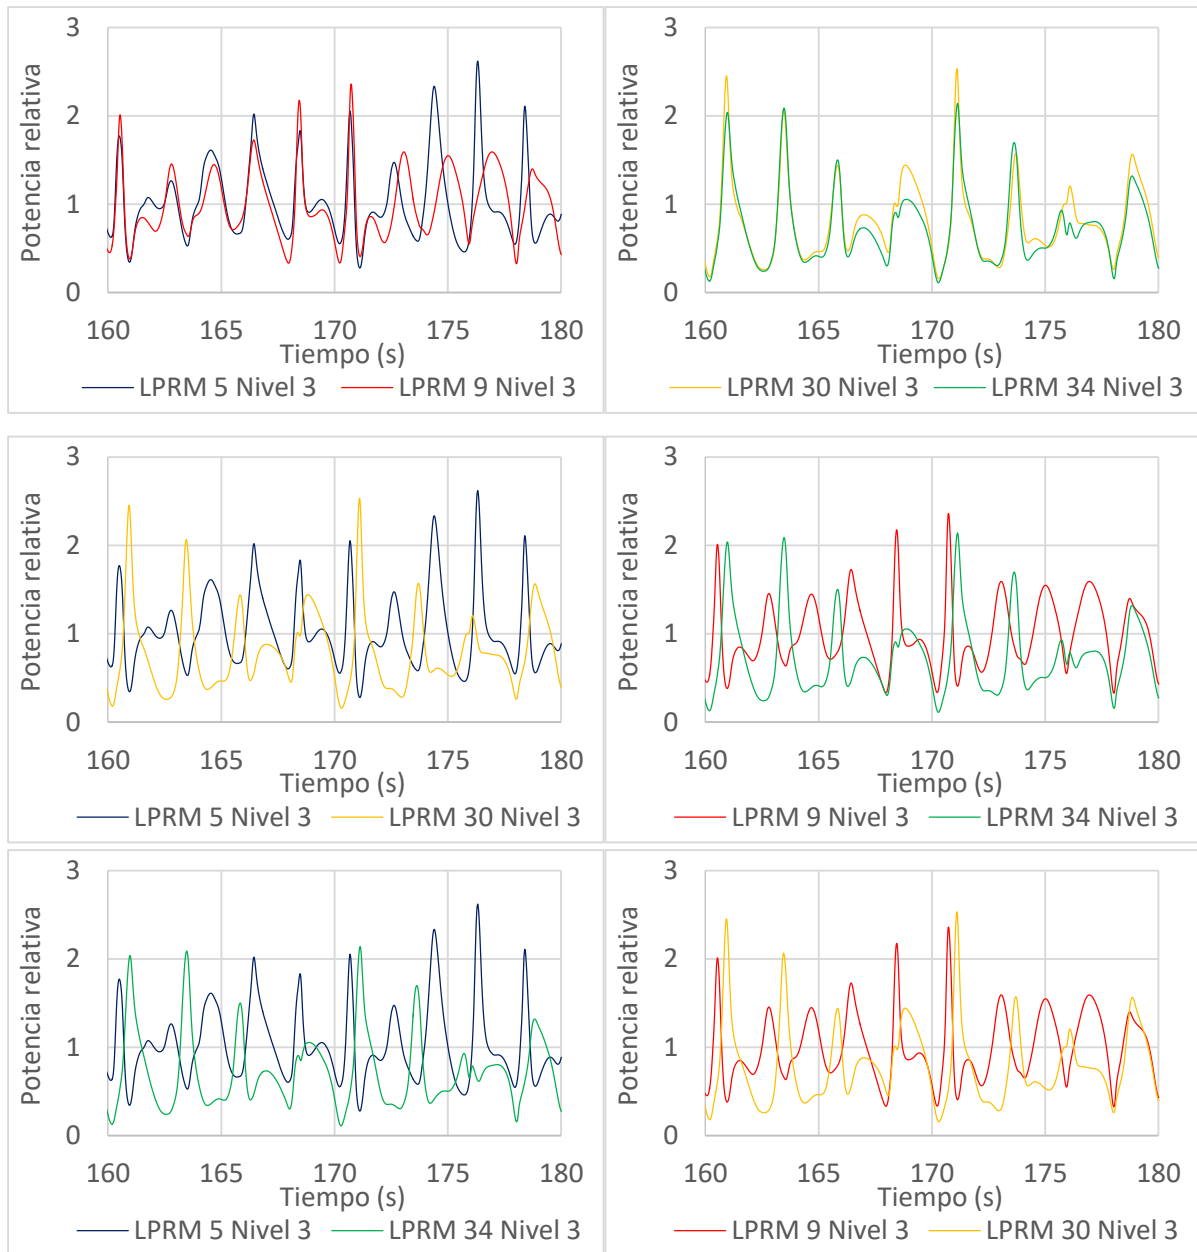 3
2
1
0
Potencia relativa
160 165 170 175 180
Tiempo (s)
LPRM 5 Nivel 3 LPRM 9 Nivel 3
3
2
1
0
Potencia relativa
160 165 170 175 180
Tiempo (s)
LPRM 30 Nivel 3 LPRM 34 Nivel 3
3
2
1
0
Potencia relativa
160 165 170 175 180
Tiempo (s)
LPRM 5 Nivel 3 LPRM 30 Nivel 3
3
2
1
0
Potencia relativa
160 165 170 175 180
Tiempo (s)
LPRM 9 Nivel 3 LPRM 34 Nivel 3
3
2
1
0
Potencia relativa
160 165 170 175 180
Tiempo (s)
LPRM 5 Nivel 3 LPRM 34 Nivel 3
3
2
1
0
Potencia relativa
160 165 170 175 180
Tiempo (s)
LPRM 9 Nivel 3 LPRM 30 Nivel 3